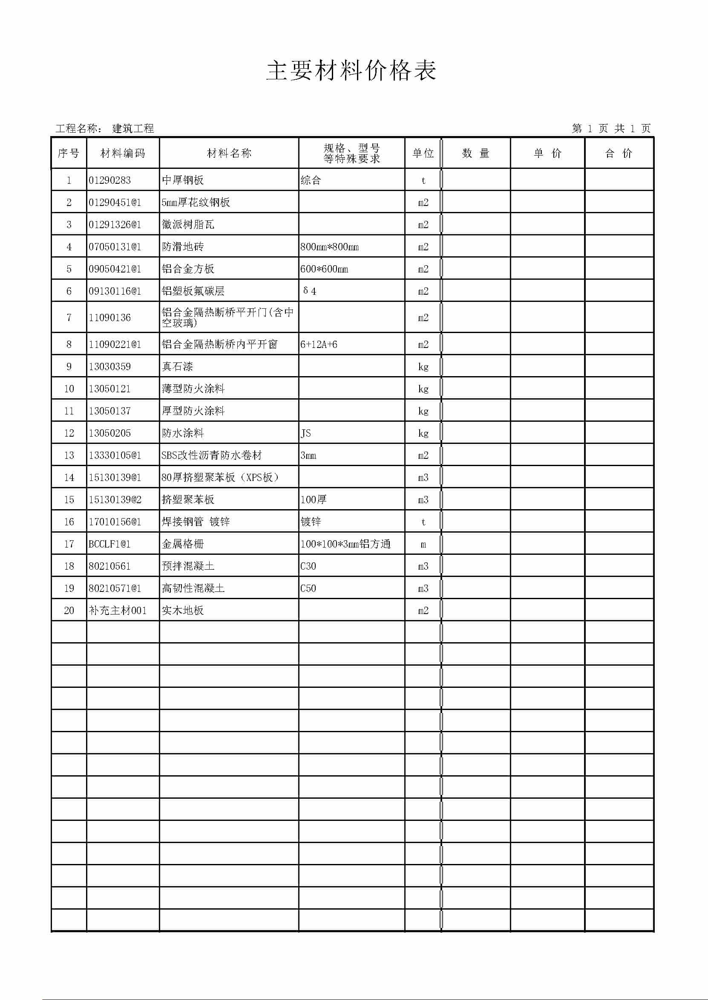 主要材料价格表
工程名称： 建筑工程 第 1 页 共 1 页
序号 材料编码 材料名称 规格、型号等特殊要求 单位 数 量 单 价 合 价
1 01290283 中厚钢板 综合 t
2 01290451@1 5mm厚花纹钢板 m2
3 01291326@1 徽派树脂瓦 m2
4 07050131@1 防滑地砖 800mm*800mm m2
5 09050421@1 铝合金方板 600*600mm m2
6 09130116@1 铝塑板氟碳层 δ4 m2
7 11090136 铝合金隔热断桥平开门(含中空玻璃) m2
8 11090221@1 铝合金隔热断桥内平开窗 6+12A+6 m2
9 13030359 真石漆 kg
10 13050121 薄型防火涂料 kg
11 13050137 厚型防火涂料 kg
12 13050205 防水涂料 JS kg
13 13330105@1 SBS改性沥青防水卷材 3mm m2
14 15130139@1 80厚挤塑聚苯板（XPS板） m3
15 15130139@2 挤塑聚苯板 100厚 m3
16 17010156@1 焊接钢管 镀锌 镀锌 t
17 BCCLF1@1 金属格栅 100*100*3mm铝方通 m
18 80210561 预拌混凝土 C30 m3
19 80210571@1 高韧性混凝土 C50 m3
20 补充主材001 实木地板 m2